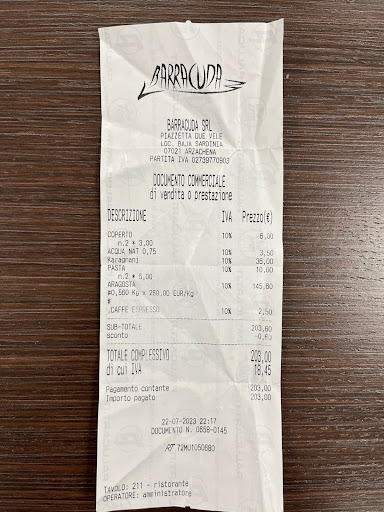 BARRACUDA
BARRACUDA SRL
PIAZZETTA DUE VELE
LOC. BAJA SARDINIA
07021 ARZACHENA
PARTITA IVA 02739770903
DOCUMENTO COMMERCIALE
di vendita o prestazione
DESCRIZIONE IVA Prezzo(€)
COPERTO 10% 6,00
n.2 * 3,00
ACQUA NAT 0,75 10% 3,50
Karagnani 10% 36,00
PASTA 10% 10,00
n.2 * 5,00
ARAGOSTA 10% 145,60
#0,560 Kg x 260,00 EUR/Kg
#
CAFFE ESPRESSO 10% 2,50
SUB-TOTALE 203,60
sconto -0,60
TOTALE COMPLESSIVO 203,00
di cui IVA 18,45
Pagamento contante 203,00
Importo pagato 203,00
22-07-2023 22:17
DOCUMENTO N. 0658-0145
RT 72MU1050680
TAVOLO: 211 - ristorante
OPERATORE: amministratore